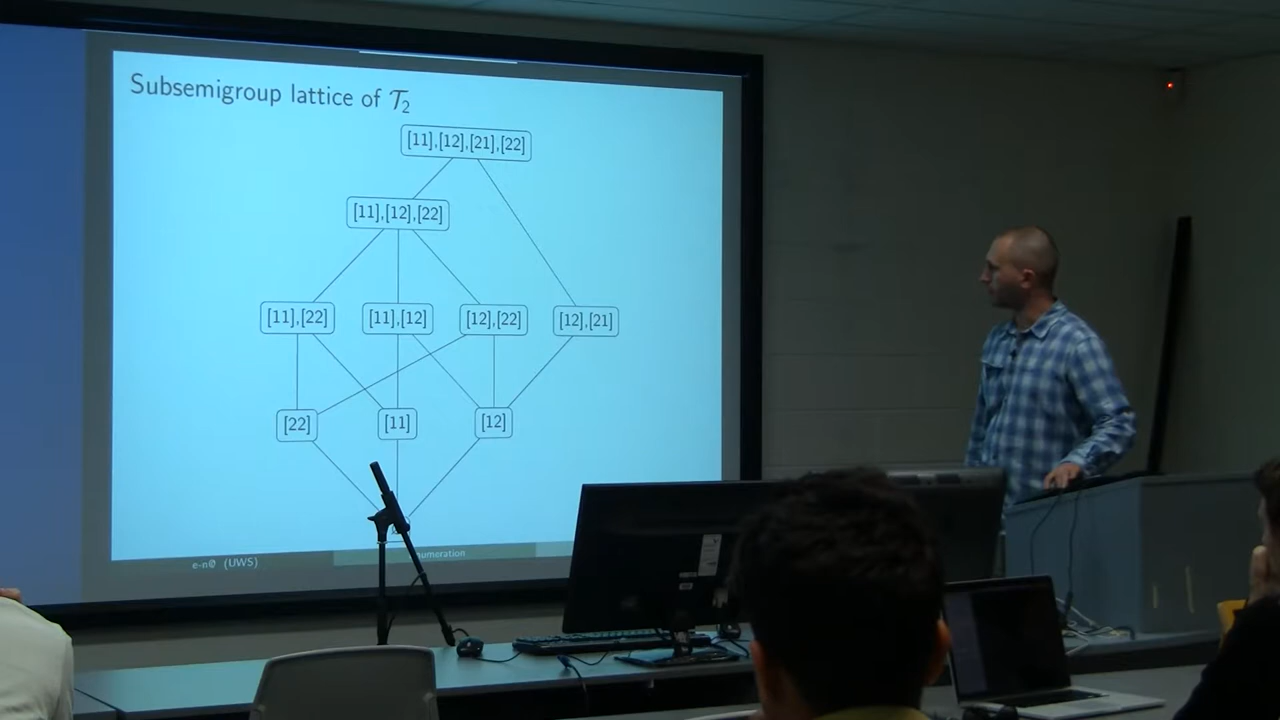 Subsemigroup lattice of 𝒯₂
[11],[12],[21],[22]
[11],[12],[22]
[11],[22] [11],[12] [12],[22] [12],[21]
[22] [11] [12]
e-n@ (UWS)